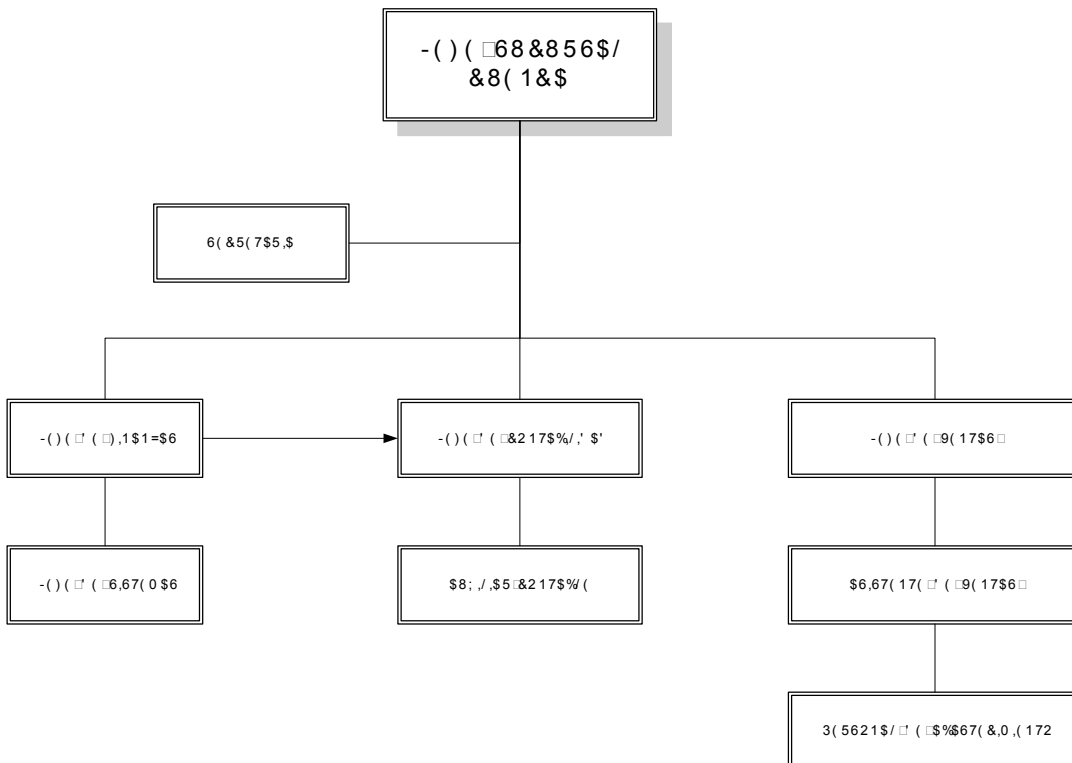 -()( □68&856$/
&8( 1&$
6( &5( 7$5,$
-()( □' ( □),1$1=$6
-()( □' ( □&217$%/,' $'
-()( □' ( □9( 17$6□
-()( □' ( □6,67( 0 $6
$8; ,/,$5□&217$%/(
$6,67( 17( □' ( □9( 17$6□
3( 5621$/ □' ( □$%$67( &,0 ,( 172